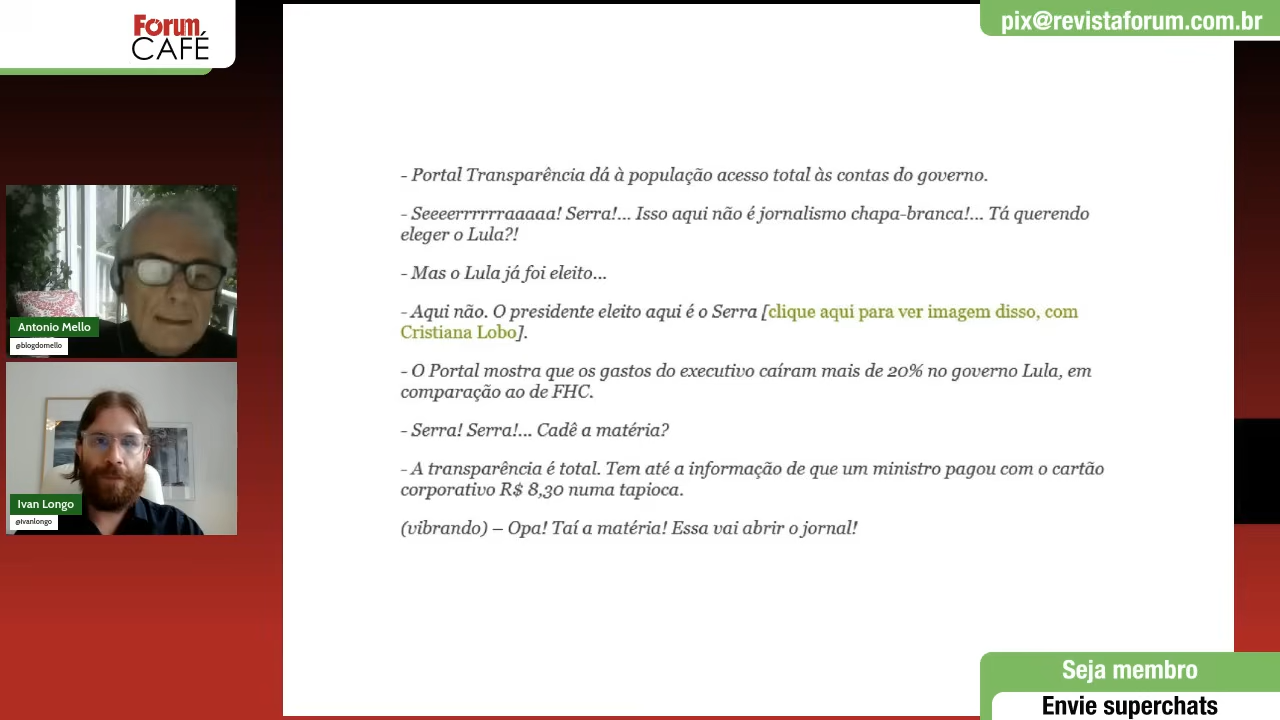 Fórum
CAFÉ
pix@revistaforum.com.br
- Portal Transparência dá à população acesso total às contas do governo.
- Seeeerrrrrraaaaa! Serra!... Isso aqui não é jornalismo chapa-branca!... Tá querendo
eleger o Lula?!
- Mas o Lula já foi eleito...
- Aqui não. O presidente eleito aqui é o Serra [clique aqui para ver imagem disso, com
Cristiana Lobo].
- O Portal mostra que os gastos do executivo caíram mais de 20% no governo Lula, em
comparação ao de FHC.
- Serra! Serra!... Cadê a matéria?
- A transparência é total. Tem até a informação de que um ministro pagou com o cartão
corporativo R$ 8,30 numa tapioca.
(vibrando) – Opa! Taí a matéria! Essa vai abrir o jornal!
Antonio Mello
@blogdomello
Ivan Longo
@ivanlongo
Seja membro
Envie superchats